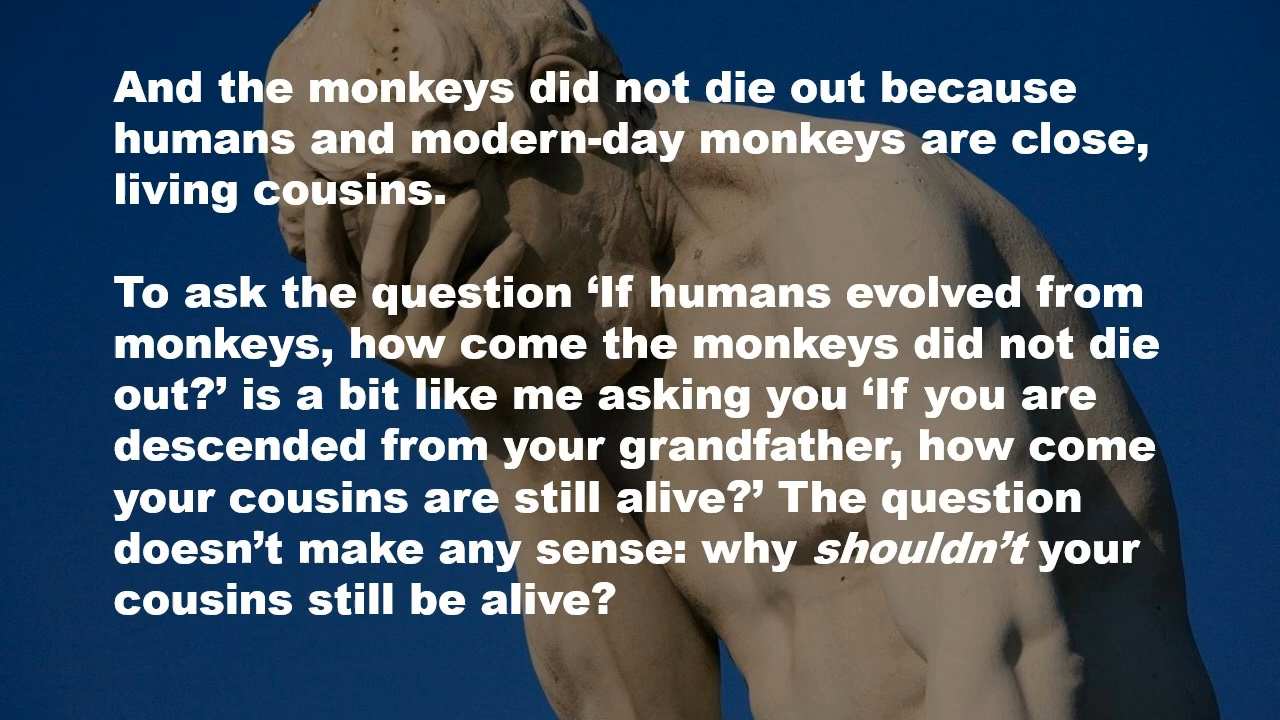 And the monkeys did not die out because
humans and modern-day monkeys are close,
living cousins.
To ask the question ‘If humans evolved from
monkeys, how come the monkeys did not die
out?’ is a bit like me asking you ‘If you are
descended from your grandfather, how come
your cousins are still alive?’ The question
doesn’t make any sense: why shouldn’t your
cousins still be alive?